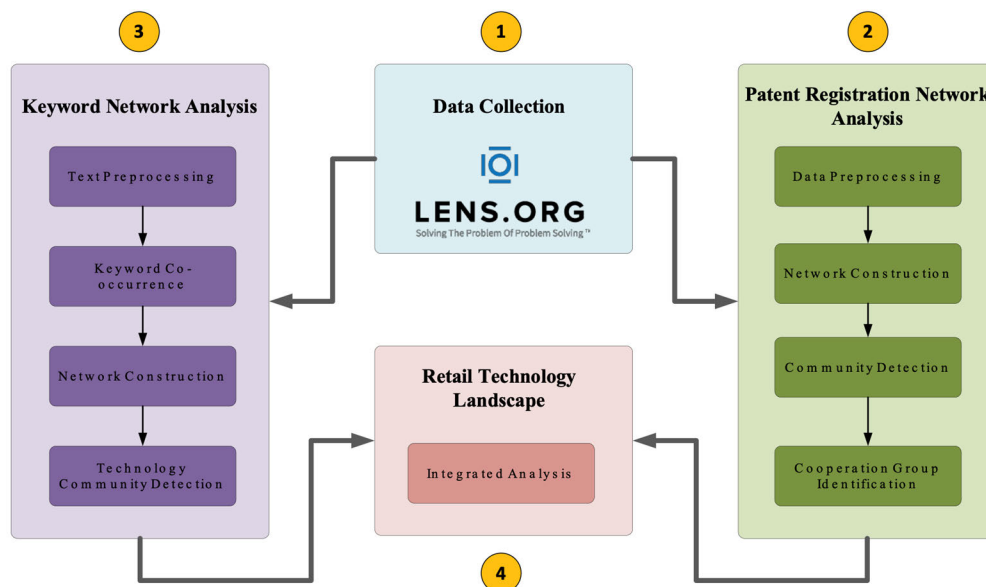 3
Keyword Network Analysis
Text Preprocessing
Keyword Co-
occurrence
Network Construction
Technology
Community Detection
1
Data Collection
LENS.ORG
Solving The Problem Of Problem Solving™
2
Patent Registration Network
Analysis
Data Preprocessing
Network Construction
Community Detection
Cooperation Group
Identification
Retail Technology
Landscape
Integrated Analysis
4